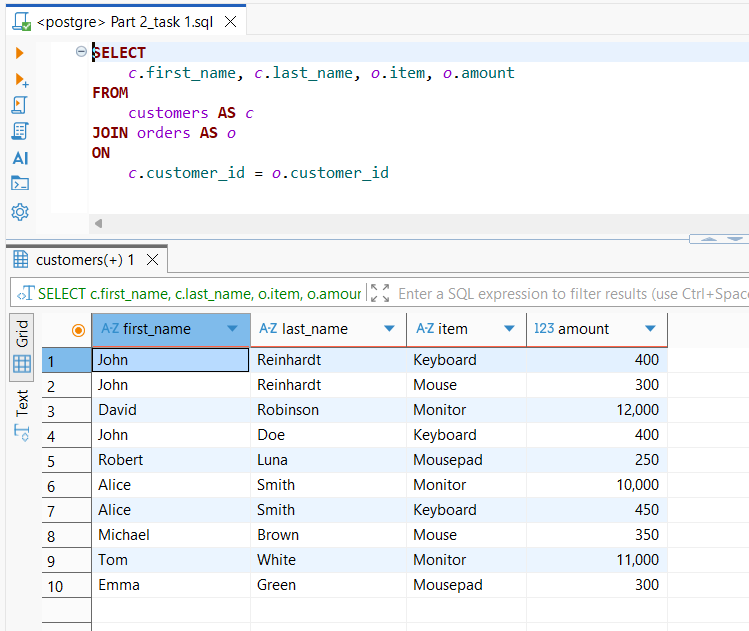 <postgre> Part 2_task 1.sql
SELECT
c.first_name, c.last_name, o.item, o.amount
FROM
customers AS c
JOIN orders AS o
ON
c.customer_id = o.customer_id
AI
customers(+) 1
SELECT c.first_name, c.last_name, o.item, o.amour
Enter a SQL expression to filter results (use Ctrl+Space
Grid
Text
A-Z first_name A-Z last_name A-Z item 123 amount
1 John Reinhardt Keyboard 400
2 John Reinhardt Mouse 300
3 David Robinson Monitor 12,000
4 John Doe Keyboard 400
5 Robert Luna Mousepad 250
6 Alice Smith Monitor 10,000
7 Alice Smith Keyboard 450
8 Michael Brown Mouse 350
9 Tom White Monitor 11,000
10 Emma Green Mousepad 300